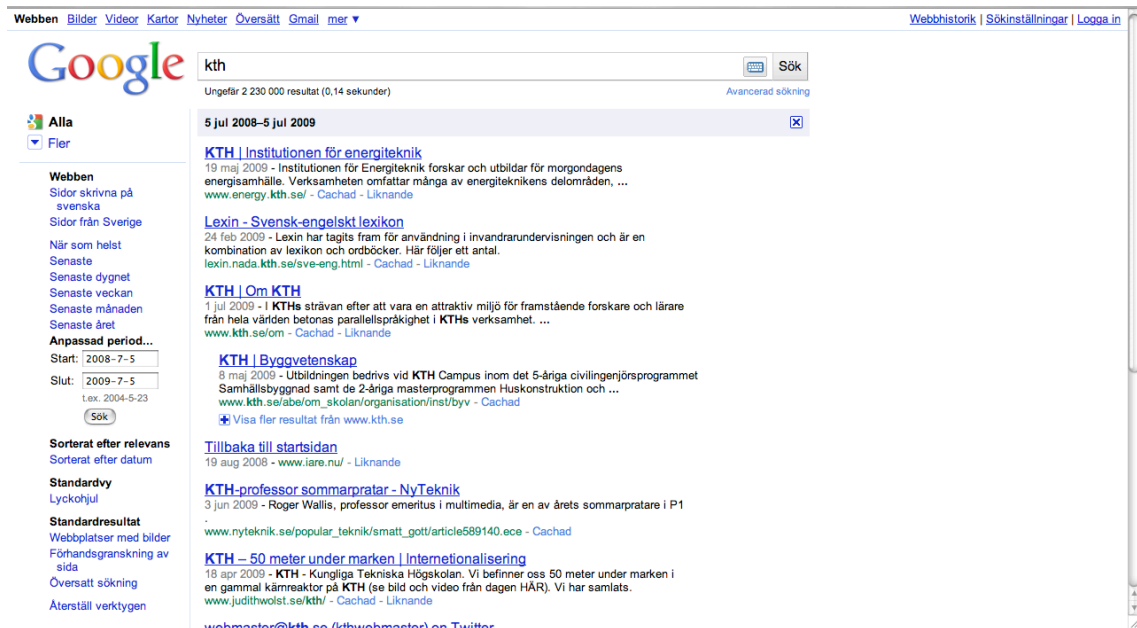 Webben Bilder Videor Kartor Nyheter Översätt Gmail mer ▼
Webbhistorik | Sökinställningar | Logga in
Google
kth
Sök
Ungefär 2 230 000 resultat (0,14 sekunder)
Avancerad sökning
Alla
Fler
Webben
Sidor skrivna på
svenska
Sidor från Sverige
När som helst
Senaste
Senaste dygnet
Senaste veckan
Senaste månaden
Senaste året
Anpassad period...
Start: 2008-7-5
Slut: 2009-7-5
t.ex. 2004-5-23
Sök
Sorterat efter relevans
Sorterat efter datum
Standardvy
Lyckohjul
Standardresultat
Webbplatser med bilder
Förhandsgranskning av
sida
Översatt sökning
Återställ verktygen
5 jul 2008–5 jul 2009
KTH | Institutionen för energiteknik
19 maj 2009 - Institutionen för Energiteknik forskar och utbildar för morgondagens
energisamhälle. Verksamheten omfattar många av energiteknikens delområden, ...
www.energy.kth.se/ - Cachad - Liknande
Lexin - Svensk-engelskt lexikon
24 feb 2009 - Lexin har tagits fram för användning i invandrarundervisningen och är en
kombination av lexikon och ordböcker. Här följer ett antal.
lexin.nada.kth.se/sve-eng.html - Cachad - Liknande
KTH | Om KTH
1 jul 2009 - I KTHs strävan efter att vara en attraktiv miljö för framstående forskare och lärare
från hela världen betonas parallellspråkighet i KTHs verksamhet. ...
www.kth.se/om - Cachad - Liknande
KTH | Byggvetenskap
8 maj 2009 - Utbildningen bedrivs vid KTH Campus inom det 5-åriga civilingenjörsprogrammet
Samhällsbyggnad samt de 2-åriga masterprogrammen Huskonstruktion och ...
www.kth.se/abe/om_skolan/organisation/inst/byv - Cachad
Visa fler resultat från www.kth.se
Tillbaka till startsidan
19 aug 2008 - www.iare.nu/ - Liknande
KTH-professor sommarpratar - NyTeknik
3 jun 2009 - Roger Wallis, professor emeritus i multimedia, är en av årets sommarpratare i P1
.
www.nyteknik.se/popular_teknik/smatt_gott/article589140.ece - Cachad
KTH – 50 meter under marken | Internetionalisering
18 apr 2009 - KTH - Kungliga Tekniska Högskolan. Vi befinner oss 50 meter under marken i
en gammal kärnreaktor på KTH (se bild och video från dagen HÄR). Vi har samlats.
www.judithwolst.se/kth/ - Cachad - Liknande
webmaster@kth.se (kthwebmaster) on Twitter